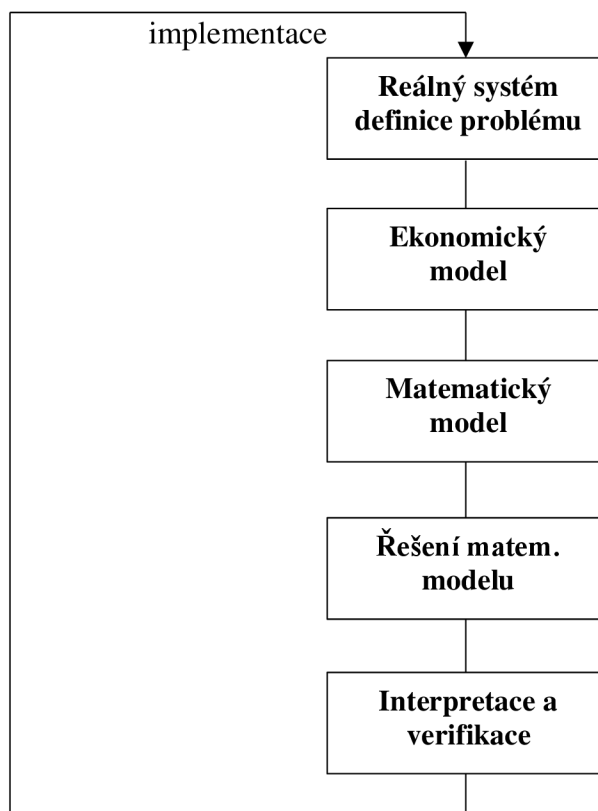 implementace
Reálný systém
definice problému
Ekonomický
model
Matematický
model
Řešení matem.
modelu
Interpretace a
verifikace